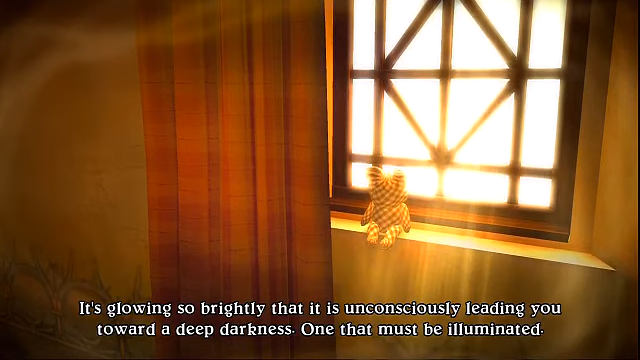 It's glowing so brightly that it is unconsciously leading you
toward a deep darkness. One that must be illuminated.